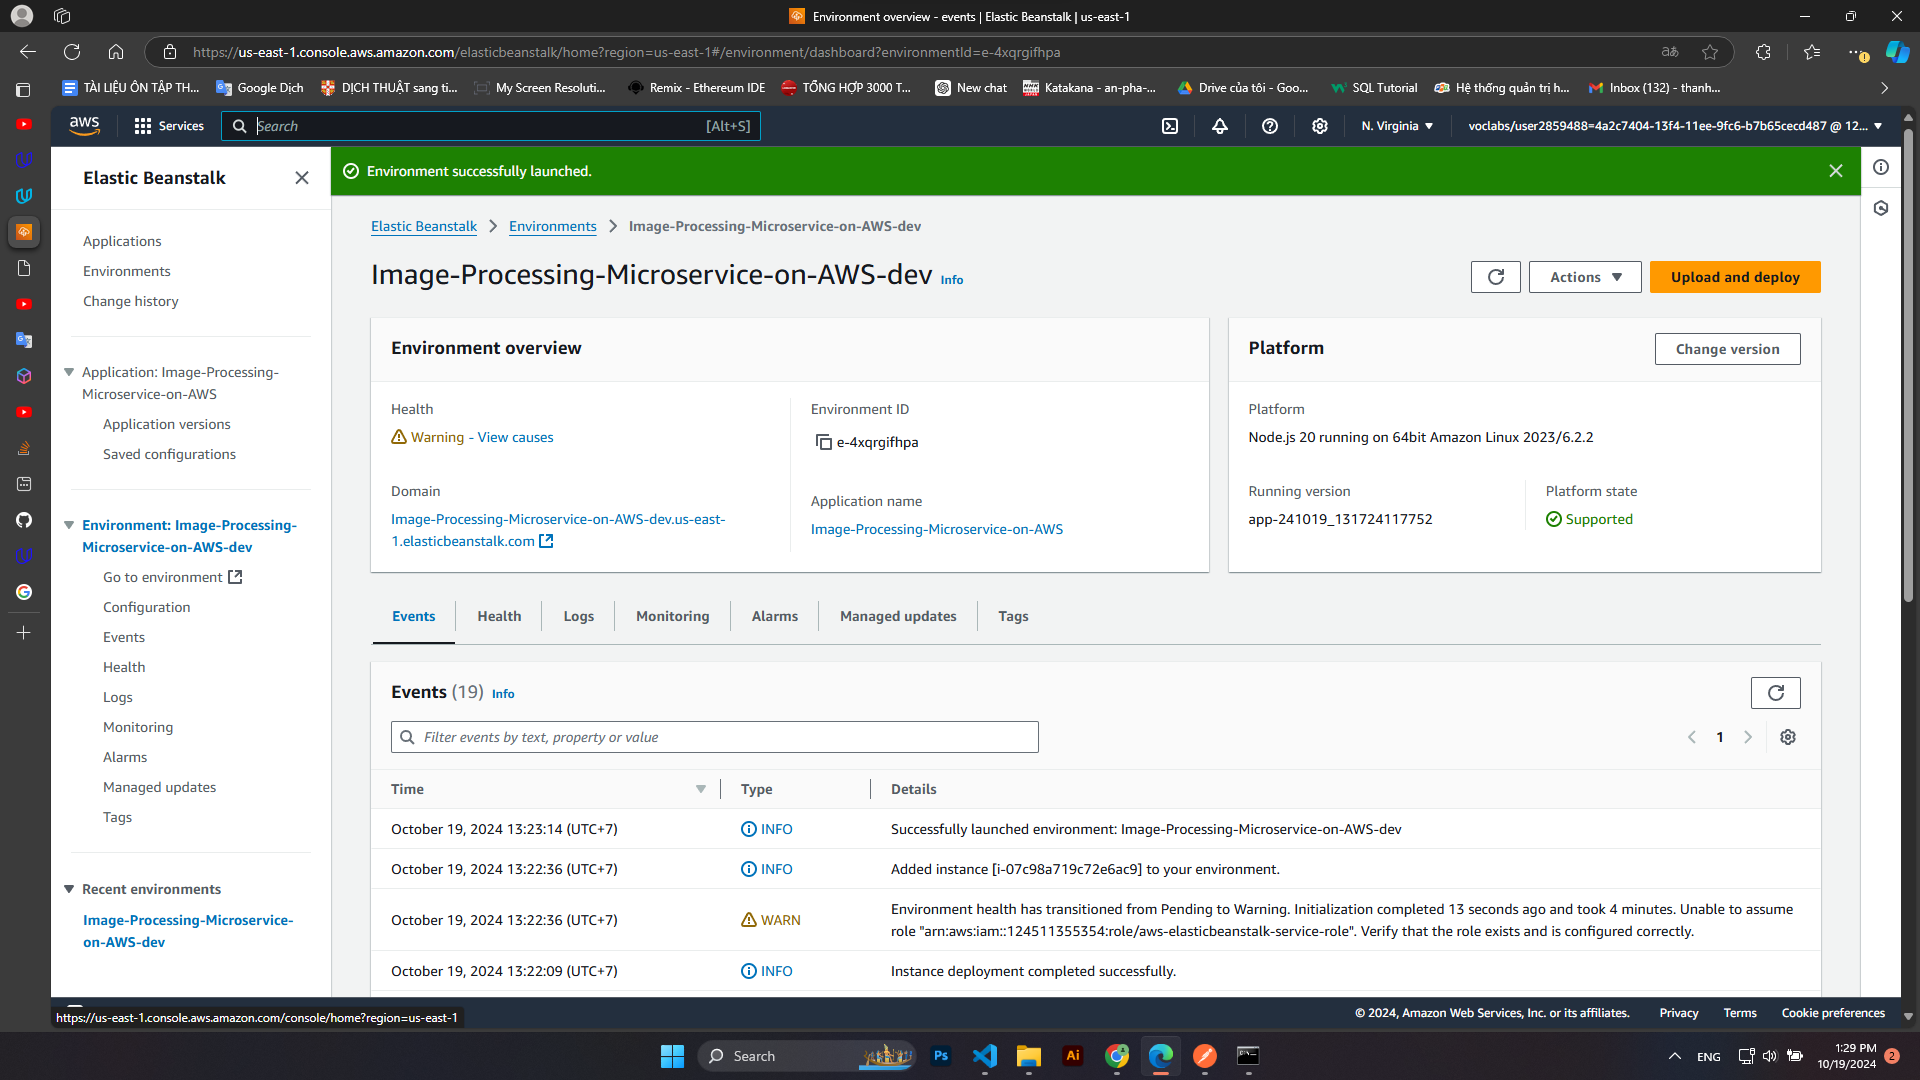 Environment overview - events | Elastic Beanstalk | us-east-1
https://us-east-1.console.aws.amazon.com/elasticbeanstalk/home?region=us-east-1#/environment/dashboard?environmentId=e-4xqrgifhpa
TÀI LIỆU ÔN TẬP TH...
Google Dịch
DỊCH THUẬT sang ti...
My Screen Resoluti...
Remix - Ethereum IDE
TỔNG HỢP 3000 T...
New chat
Katakana - an-pha-...
Drive của tôi - Goo...
SQL Tutorial
Hệ thống quản trị h...
Inbox (132) - thanh...
aws
Services
Search
[Alt+S]
N. Virginia
voclabs/user2859488=4a2c7404-13f4-11ee-9fc6-b7b65cecd487 @ 12...
Elastic Beanstalk
Applications
Environments
Change history
Application: Image-Processing-
Microservice-on-AWS
Application versions
Saved configurations
Environment: Image-Processing-
Microservice-on-AWS-dev
Go to environment
Configuration
Events
Health
Logs
Monitoring
Alarms
Managed updates
Tags
Recent environments
Image-Processing-Microservice-
on-AWS-dev
Environment successfully launched.
Elastic Beanstalk
Environments
Image-Processing-Microservice-on-AWS-dev
Image-Processing-Microservice-on-AWS-dev Info
Actions
Upload and deploy
Environment overview
Health
Warning - View causes
Domain
Image-Processing-Microservice-on-AWS-dev.us-east-
1.elasticbeanstalk.com
Environment ID
e-4xqrgifhpa
Application name
Image-Processing-Microservice-on-AWS
Platform
Change version
Platform
Node.js 20 running on 64bit Amazon Linux 2023/6.2.2
Running version
app-241019_131724117752
Platform state
Supported
Events
Health
Logs
Monitoring
Alarms
Managed updates
Tags
Events (19) Info
Filter events by text, property or value
1
Time
Type
Details
October 19, 2024 13:23:14 (UTC+7)
INFO
Successfully launched environment: Image-Processing-Microservice-on-AWS-dev
October 19, 2024 13:22:36 (UTC+7)
INFO
Added instance [i-07c98a719c72e6ac9] to your environment.
October 19, 2024 13:22:36 (UTC+7)
WARN
Environment health has transitioned from Pending to Warning. Initialization completed 13 seconds ago and took 4 minutes. Unable to assume
role "arn:aws:iam::124511355354:role/aws-elasticbeanstalk-service-role". Verify that the role exists and is configured correctly.
October 19, 2024 13:22:09 (UTC+7)
INFO
Instance deployment completed successfully.
https://us-east-1.console.aws.amazon.com/console/home?region=us-east-1
© 2024, Amazon Web Services, Inc. or its affiliates.
Privacy
Terms
Cookie preferences
Search
Ps
Ai
ENG
1:29 PM
10/19/2024
2